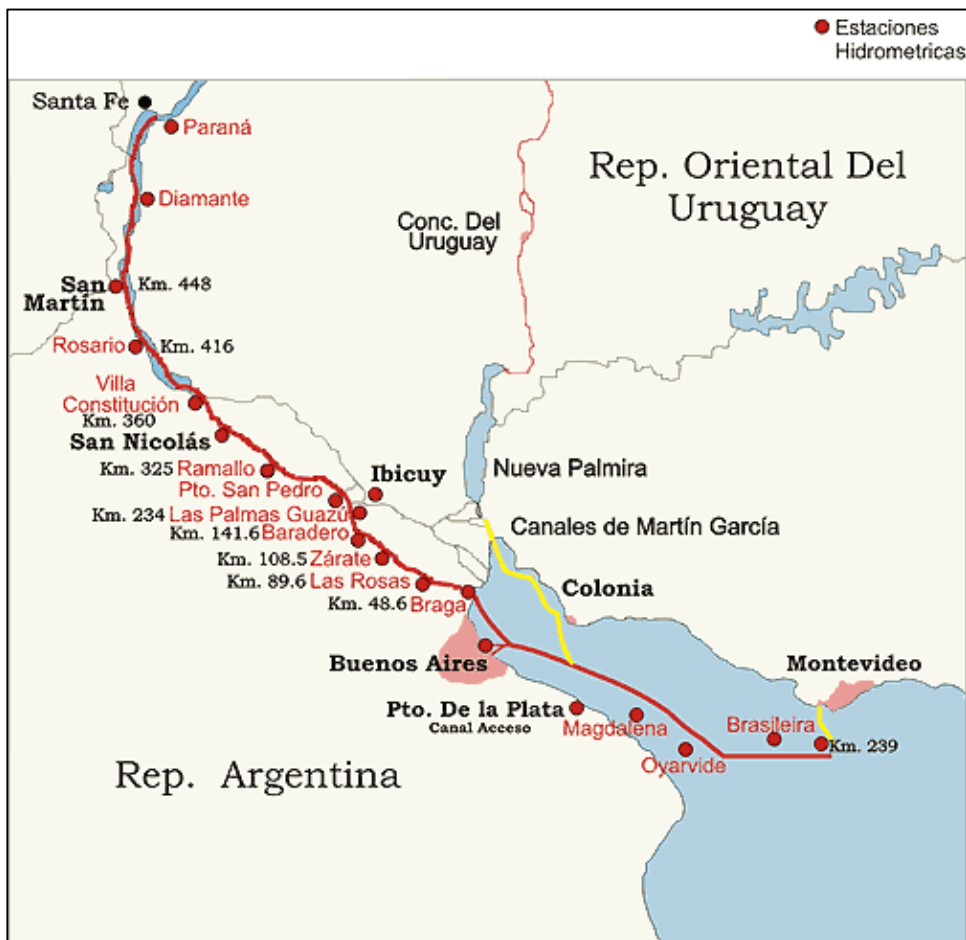 Estaciones
Hidrometricas
Santa Fe
Paraná
Rep. Oriental Del
Uruguay
Diamante
Conc. Del
Uruguay
San
Martín
Km. 448
Rosario
Km. 416
Villa
Constitución
Km. 360
San Nicolás
Ibicuy
Nueva Palmira
Km. 325 Ramallo
Pto. San Pedro
Km. 234 Las Palmas Guazú
Canales de Martín García
Km. 141.6 Baradero
Km. 108.5 Zárate
Km. 89.6 Las Rosas
Colonia
Km. 48.6 Braga
Buenos Aires
Montevideo
Pto. De la Plata
Canal Acceso
Magdalena
Brasileira
Km. 239
Oyarvide
Rep. Argentina